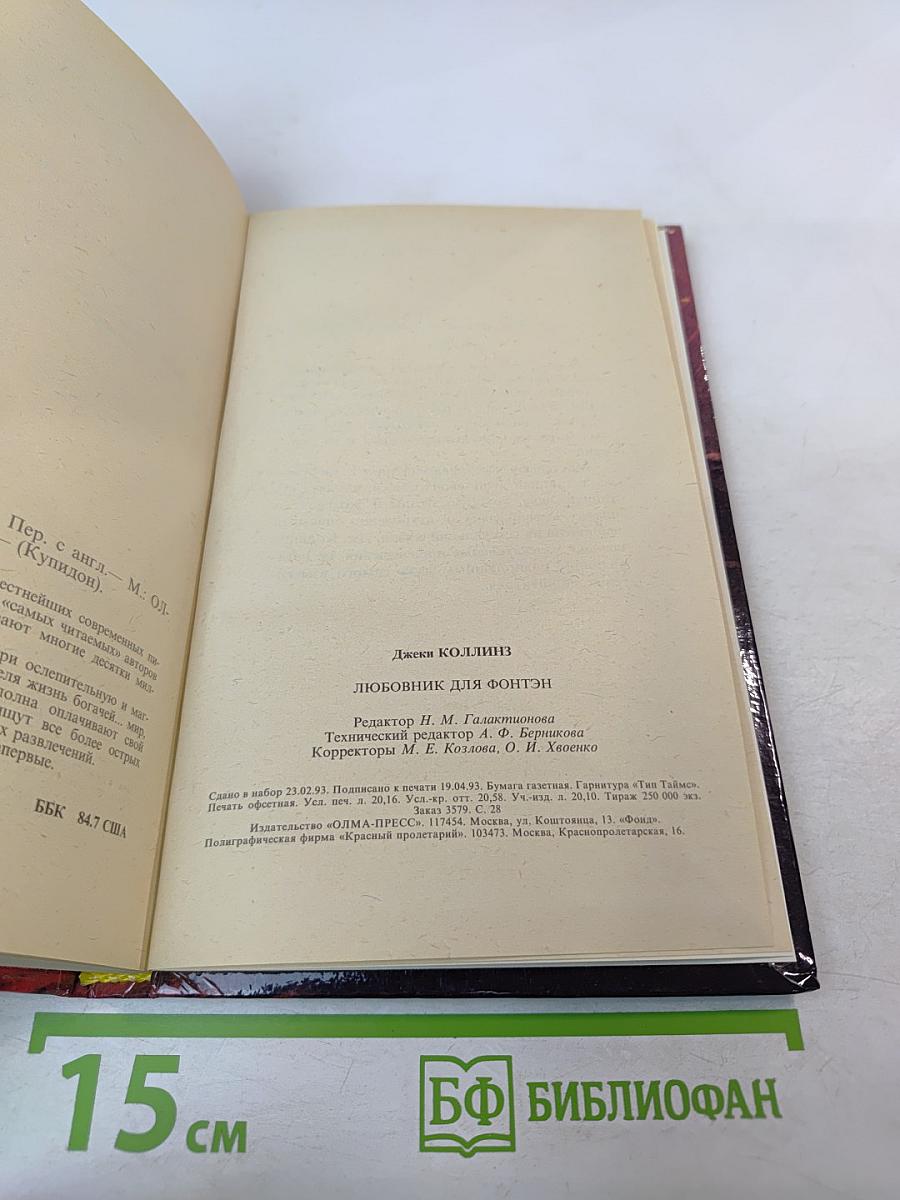 Пер. с англ.— М.: ОЛ-
— (Купидон).
естнейших современных пи-
«самых читаемых» авторов
ают многие десятки мил-
ри ослепительную и маг-
еля жизнь богачей... мир,
олна оплачивают свой
ищут все более острых
х развлечений.
первые.
ББК 84.7 США
Джеки КОЛЛИНЗ
ЛЮБОВНИК ДЛЯ ФОНТЭН
Редактор Н. М. Галактионова
Технический редактор А. Ф. Берникова
Корректоры М. Е. Козлова, О. И. Хвоенко
Сдано в набор 23.02.93. Подписано к печати 19.04.93. Бумага газетная. Гарнитура «Тип Таймс».
Печать офсетная. Усл. печ. л. 20,16. Усл.-кр. отт. 20,58. Уч.-изд. л. 20,10. Тираж 250 000 экз.
Заказ 3579. С. 28
Издательство «ОЛМА-ПРЕСС». 117454. Москва, ул. Коштоянца, 13. «Фонд».
Полиграфическая фирма «Красный пролетарий». 103473. Москва, Краснопролетарская, 16.
15 см
БФ БИБЛИОФАН